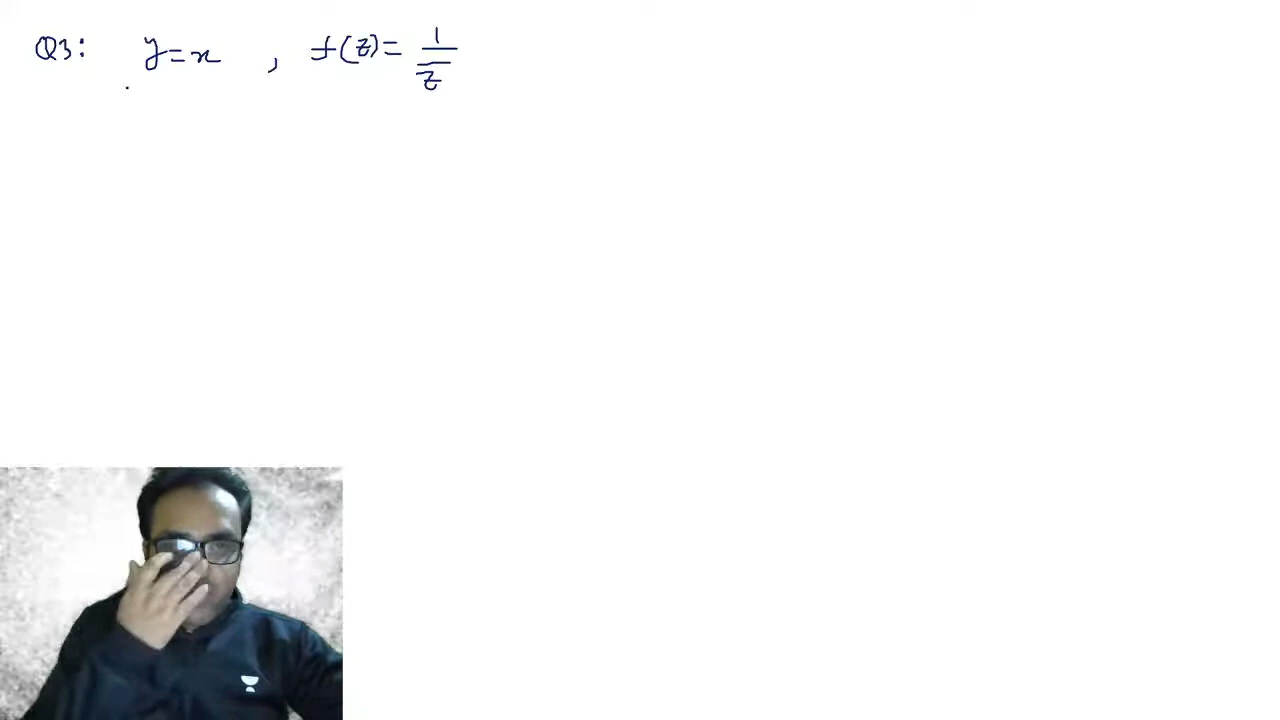 Q3: y = x , f(z) = 1/z̅